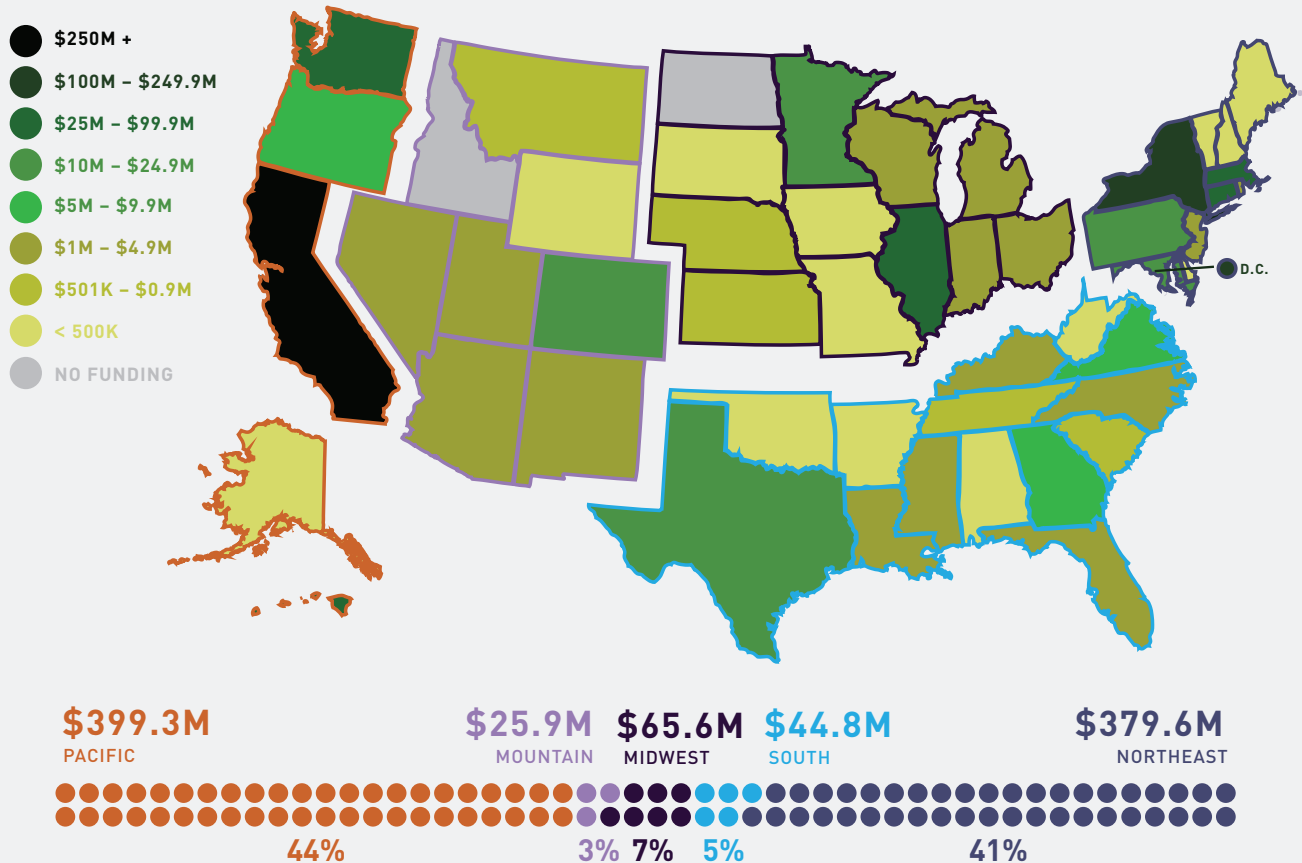 $250M +
$100M – $249.9M
$25M – $99.9M
$10M – $24.9M
$5M – $9.9M
$1M – $4.9M
$501K – $0.9M
< 500K
NO FUNDING
D.C.
$399.3M
PACIFIC
$25.9M
MOUNTAIN
$65.6M
MIDWEST
$44.8M
SOUTH
$379.6M
NORTHEAST
44%
3%
7%
5%
41%